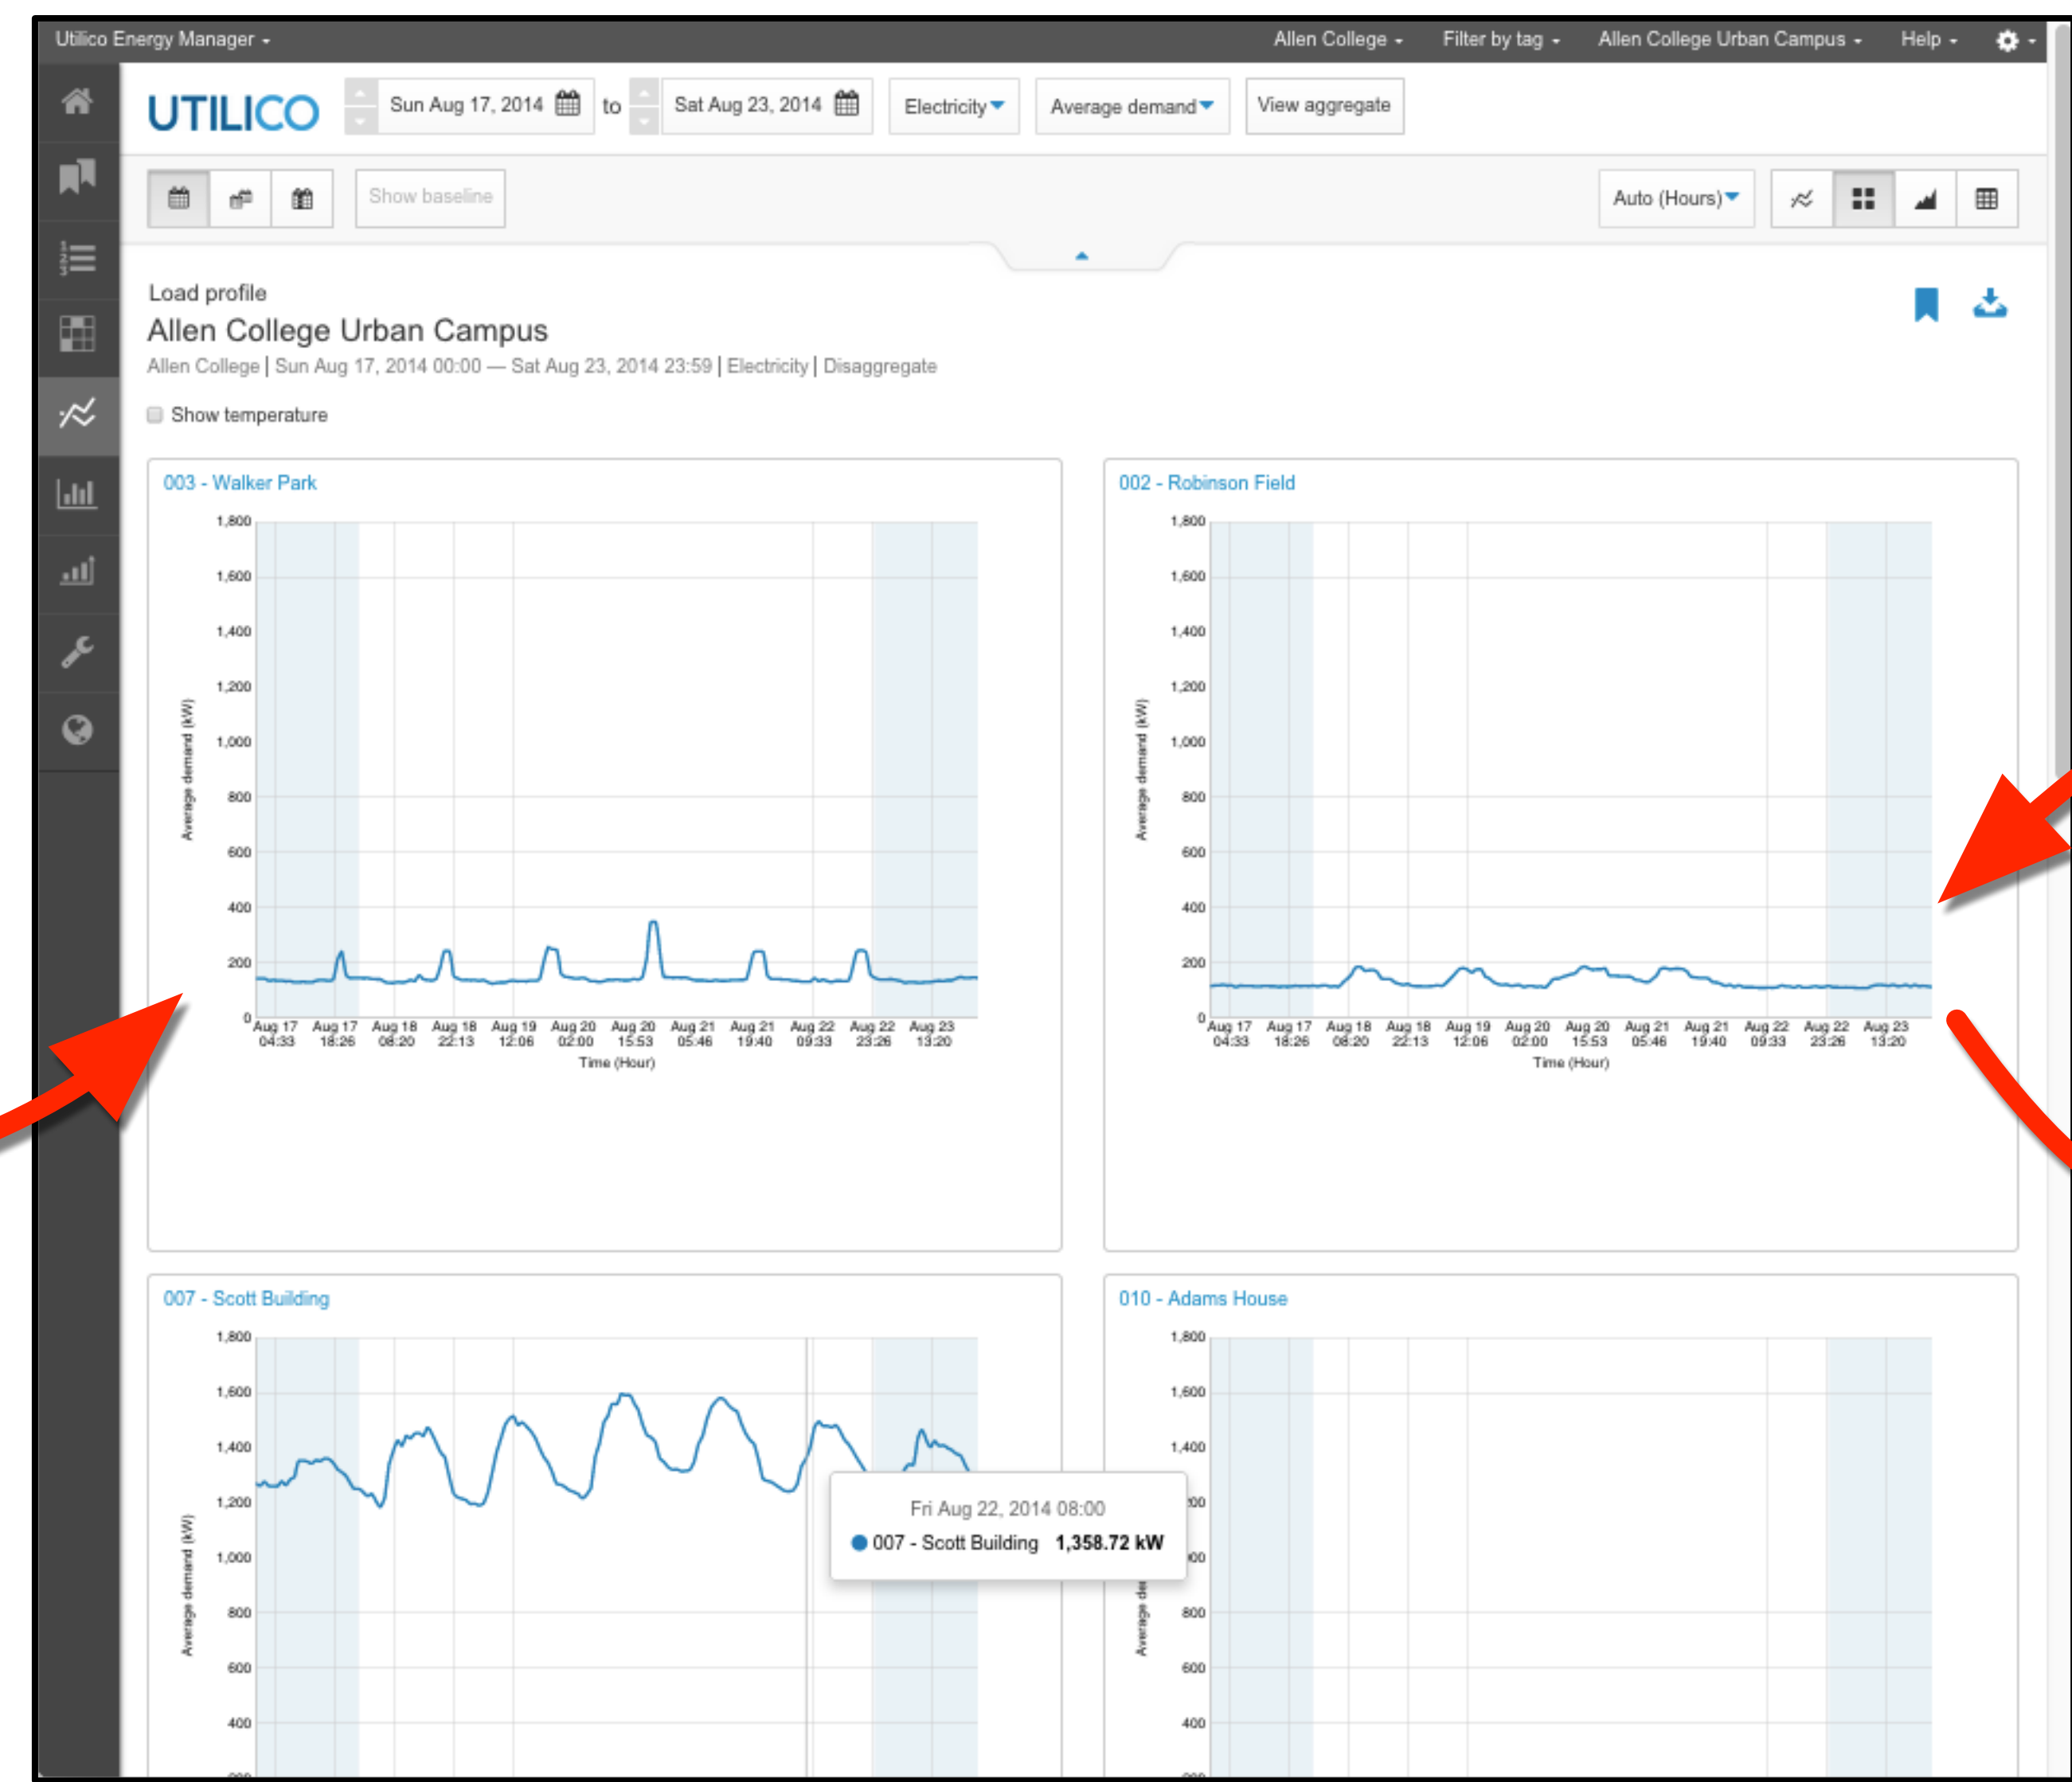 Utilico Energy Manager
Allen College
Filter by tag
Allen College Urban Campus
Help
UTILICO
Sun Aug 17, 2014
to
Sat Aug 23, 2014
Electricity
Average demand
View aggregate
Show baseline
Auto (Hours)
Load profile
Allen College Urban Campus
Allen College | Sun Aug 17, 2014 00:00 — Sat Aug 23, 2014 23:59 | Electricity | Disaggregate
Show temperature
003 - Walker Park
1,800
1,600
1,400
1,200
1,000
800
600
400
200
0
Average demand (kW)
Aug 17 Aug 17 Aug 18 Aug 18 Aug 19 Aug 20 Aug 20 Aug 21 Aug 21 Aug 22 Aug 22 Aug 23
04:33 18:26 08:20 22:13 12:06 02:00 15:53 05:46 19:40 09:33 23:26 13:20
Time (Hour)
002 - Robinson Field
1,800
1,600
1,400
1,200
1,000
800
600
400
200
0
Average demand (kW)
Aug 17 Aug 17 Aug 18 Aug 18 Aug 19 Aug 20 Aug 20 Aug 21 Aug 21 Aug 22 Aug 22 Aug 23
04:33 18:26 08:20 22:13 12:06 02:00 15:53 05:46 19:40 09:33 23:26 13:20
Time (Hour)
007 - Scott Building
1,800
1,600
1,400
1,200
1,000
800
600
400
Average demand (kW)
Fri Aug 22, 2014 08:00
007 - Scott Building 1,358.72 kW
010 - Adams House
1,800
1,600
1,400
800
600
400
Average